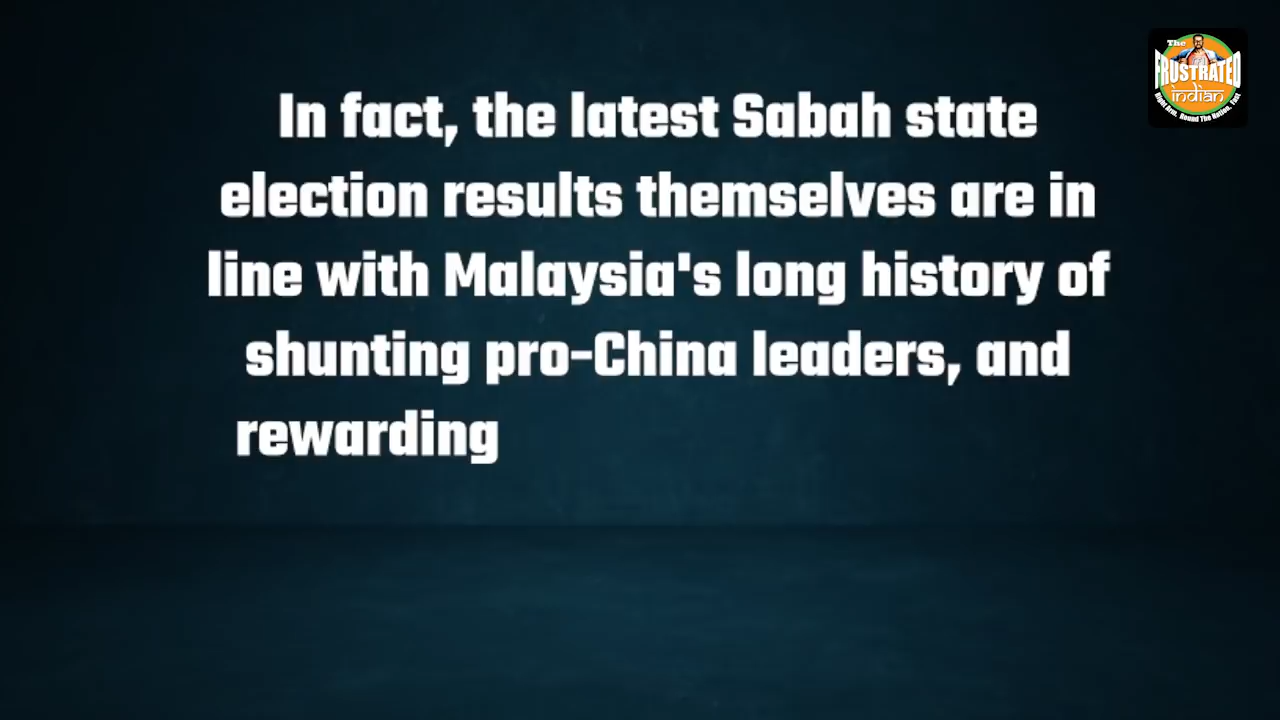 The
FRUSTRATED
indian
In fact, the latest Sabah state
election results themselves are in
line with Malaysia's long history of
shunting pro-China leaders, and
rewarding